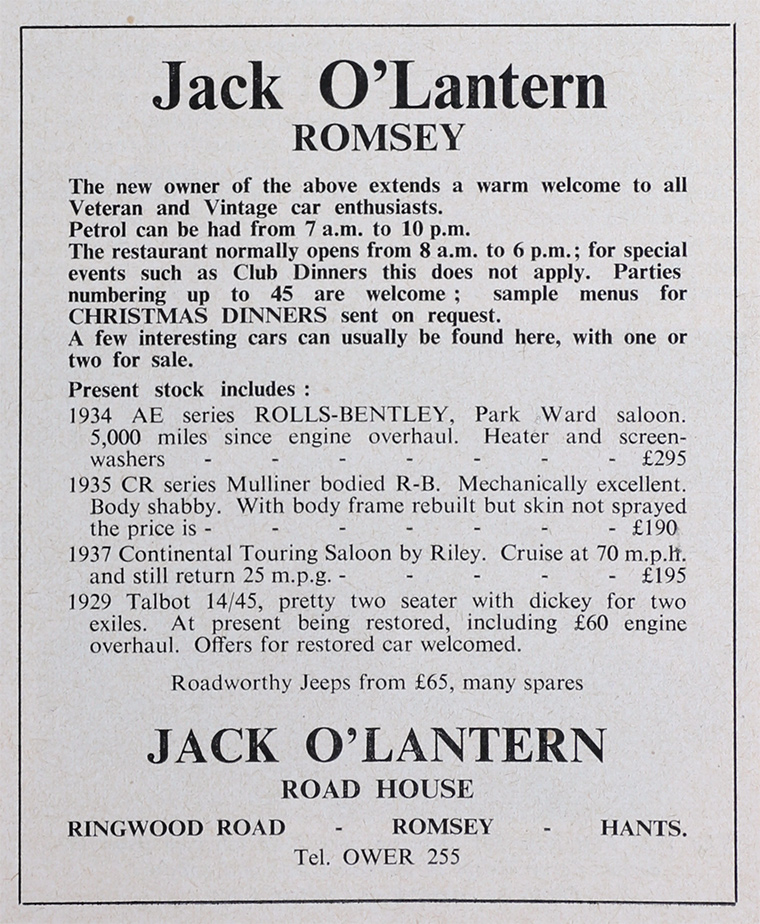 Jack O'Lantern
ROMSEY
The new owner of the above extends a warm welcome to all
Veteran and Vintage car enthusiasts.
Petrol can be had from 7 a.m. to 10 p.m.
The restaurant normally opens from 8 a.m. to 6 p.m.; for special
events such as Club Dinners this does not apply. Parties
numbering up to 45 are welcome ; sample menus for
CHRISTMAS DINNERS sent on request.
A few interesting cars can usually be found here, with one or
two for sale.
Present stock includes :
1934 AE series ROLLS-BENTLEY, Park Ward saloon.
5,000 miles since engine overhaul. Heater and screen-
washers - - - - - - - £295
1935 CR series Mulliner bodied R-B. Mechanically excellent.
Body shabby. With body frame rebuilt but skin not sprayed
the price is - - - - - - - £190
1937 Continental Touring Saloon by Riley. Cruise at 70 m.p.h.
and still return 25 m.p.g. - - - - - £195
1929 Talbot 14/45, pretty two seater with dickey for two
exiles. At present being restored, including £60 engine
overhaul. Offers for restored car welcomed.
Roadworthy Jeeps from £65, many spares
JACK O'LANTERN
ROAD HOUSE
RINGWOOD ROAD - ROMSEY - HANTS.
Tel. OWER 255